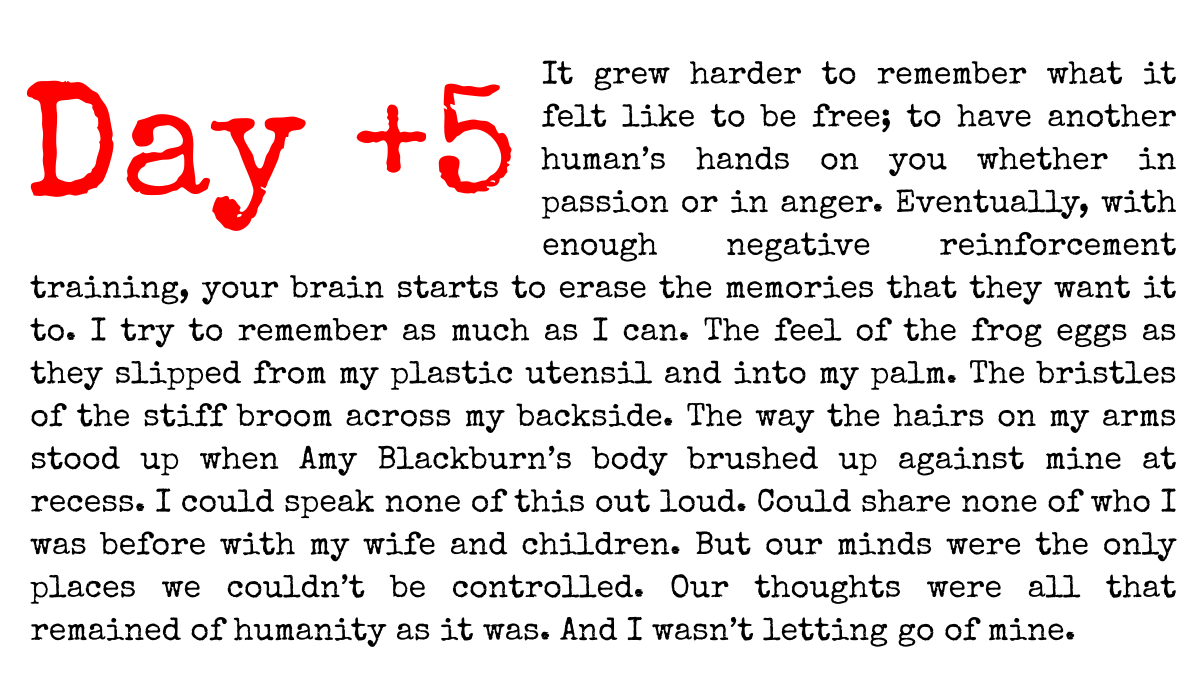 Day +5
It grew harder to remember what it
felt like to be free; to have another
human's hands on you whether in
passion or in anger. Eventually, with
enough negative reinforcement
training, your brain starts to erase the memories that they want it
to. I try to remember as much as I can. The feel of the frog eggs as
they slipped from my plastic utensil and into my palm. The bristles
of the stiff broom across my backside. The way the hairs on my arms
stood up when Amy Blackburn's body brushed up against mine at
recess. I could speak none of this out loud. Could share none of who I
was before with my wife and children. But our minds were the only
places we couldn't be controlled. Our thoughts were all that
remained of humanity as it was. And I wasn't letting go of mine.